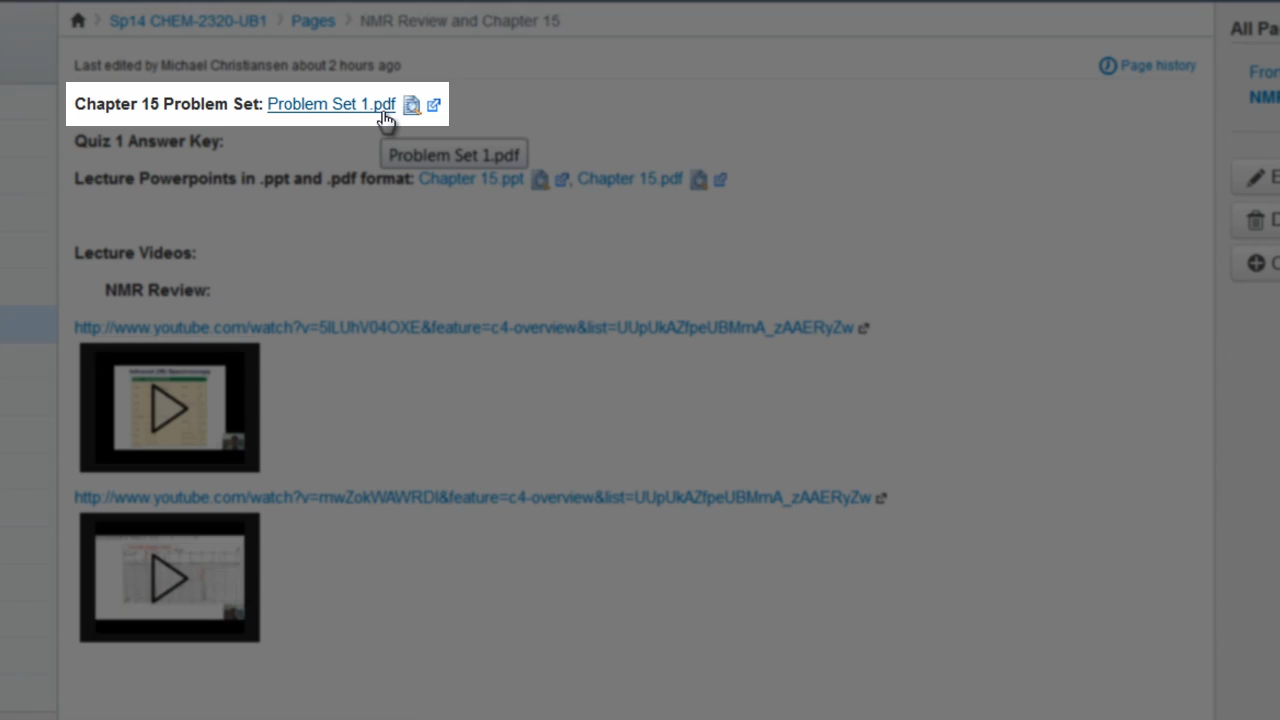 Sp14 CHEM-2320-UB1 > Pages > NMR Review and Chapter 15
All Pa
Last edited by Michael Christiansen about 2 hours ago
Page history
Fron
NMR
Chapter 15 Problem Set: Problem Set 1.pdf
Quiz 1 Answer Key:
Problem Set 1.pdf
Lecture Powerpoints in .ppt and .pdf format: Chapter 15.ppt , Chapter 15.pdf
E
D
C
Lecture Videos:
NMR Review:
http://www.youtube.com/watch?v=5lLUhV04OXE&feature=c4-overview&list=UUpUkAZfpeUBMmA_zAAERyZw
Infrared (IR) Spectroscopy
http://www.youtube.com/watch?v=mwZokWAWRDI&feature=c4-overview&list=UUpUkAZfpeUBMmA_zAAERyZw